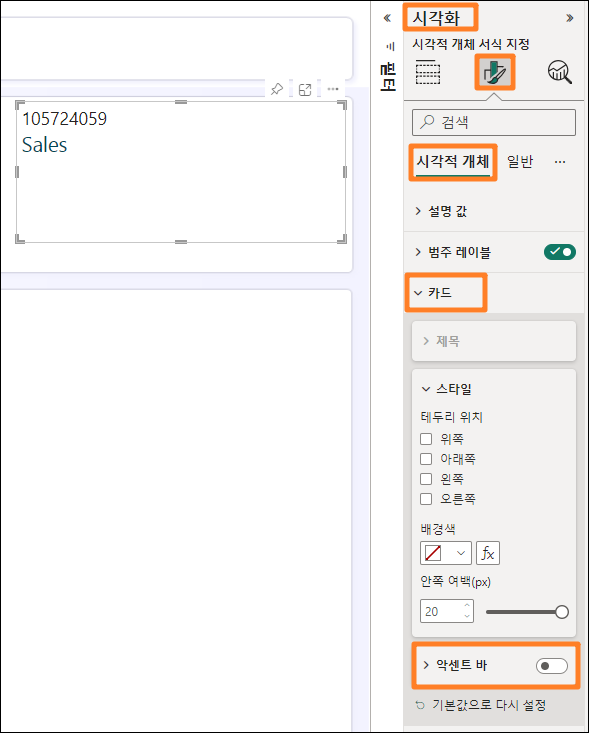 105724059
Sales
필터
시각화
시각적 개체 서식 지정
검색
시각적 개체 일반 ...
설명 값
범주 레이블
카드
제목
스타일
테두리 위치
위쪽
아래쪽
왼쪽
오른쪽
배경색
fx
안쪽 여백(px)
20
악센트 바
기본값으로 다시 설정